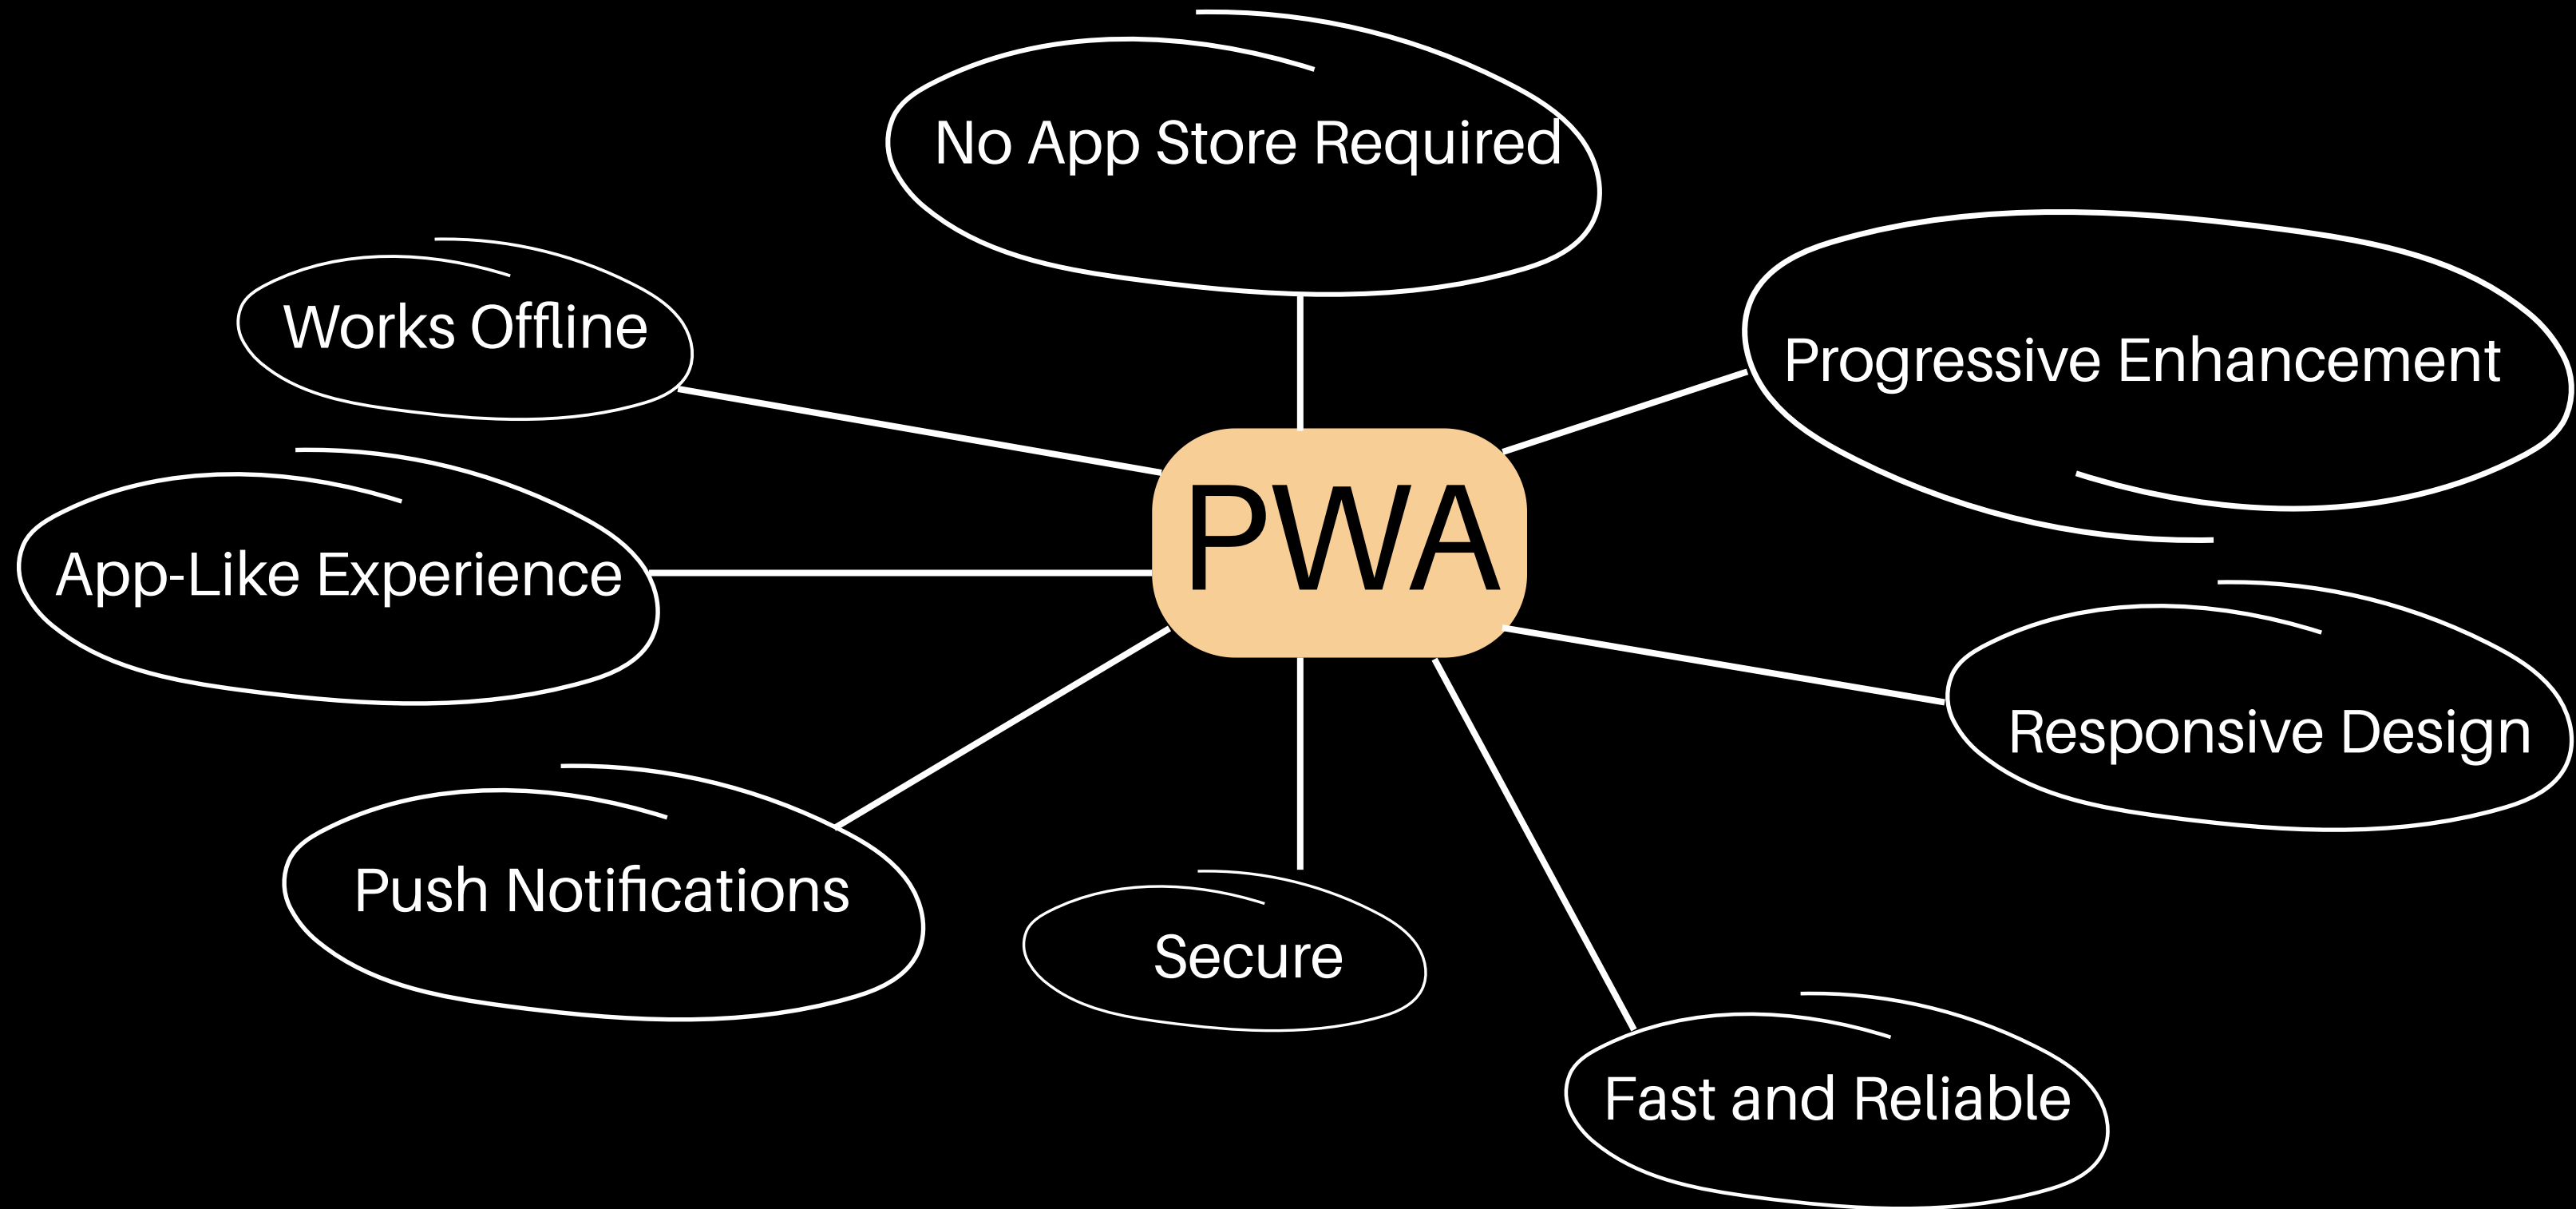 No App Store Required
Works Offline
Progressive Enhancement
PWA
App-Like Experience
Responsive Design
Push Notifications
Secure
Fast and Reliable